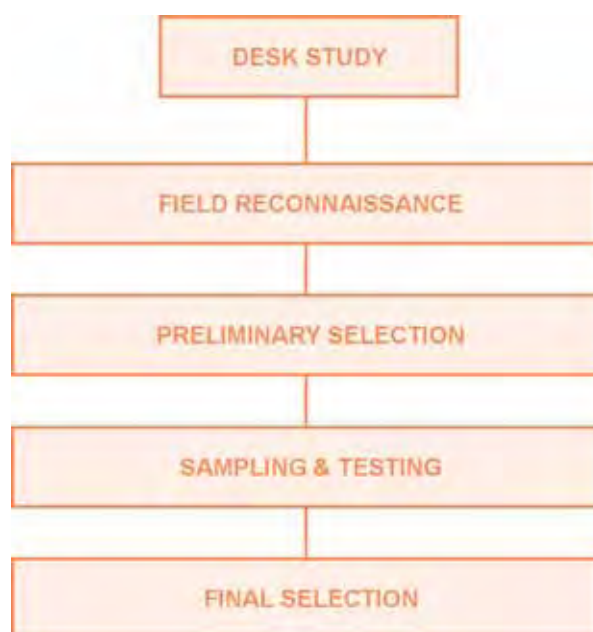 DESK STUDY
FIELD RECONNAISSANCE
PRELIMINARY SELECTION
SAMPLING & TESTING
FINAL SELECTION